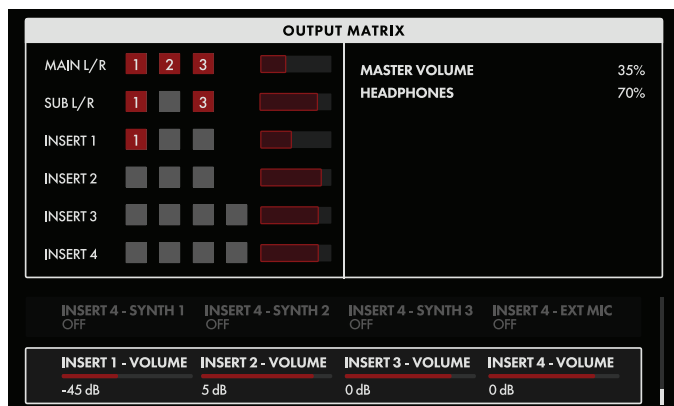 OUTPUT MATRIX
MAIN L/R 1 2 3
SUB L/R 1 3
INSERT 1 1
INSERT 2
INSERT 3
INSERT 4
MASTER VOLUME 35%
HEADPHONES 70%
INSERT 4 - SYNTH 1 INSERT 4 - SYNTH 2 INSERT 4 - SYNTH 3 INSERT 4 - EXT MIC
OFF OFF OFF OFF
INSERT 1 - VOLUME INSERT 2 - VOLUME INSERT 3 - VOLUME INSERT 4 - VOLUME
-45 dB 5 dB 0 dB 0 dB